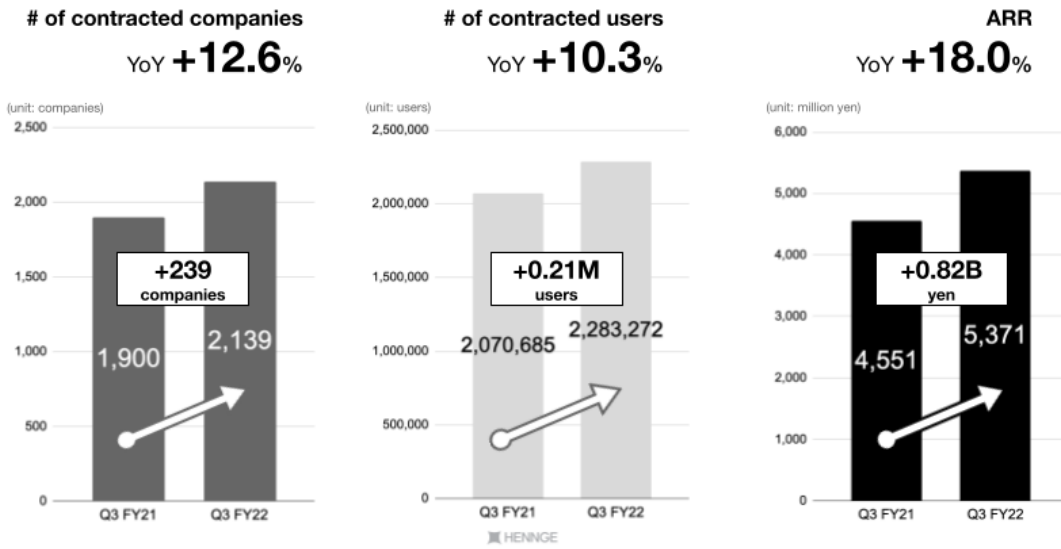 # of contracted companies
YoY +12.6%
(unit: companies)
2,500
2,000
1,500
1,000
500
0
+239
companies
1,900
2,139
Q3 FY21
Q3 FY22
# of contracted users
YoY +10.3%
(unit: users)
2,500,000
2,000,000
1,500,000
1,000,000
500,000
0
+0.21M
users
2,070,685
2,283,272
Q3 FY21
Q3 FY22
HENNGE
ARR
YoY +18.0%
(unit: million yen)
6,000
5,000
4,000
3,000
2,000
1,000
0
+0.82B
yen
4,551
5,371
Q3 FY21
Q3 FY22